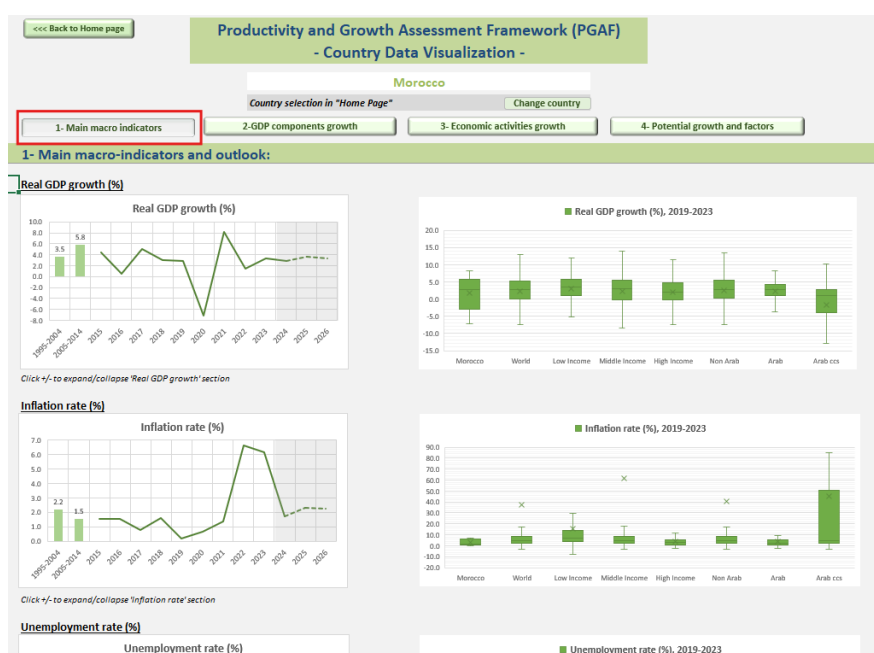 <<< Back to Home page
Productivity and Growth Assessment Framework (PGAF)
- Country Data Visualization -
Morocco
Country selection in "Home Page"
Change country
1- Main macro indicators
2-GDP components growth
3- Economic activities growth
4- Potential growth and factors
1- Main macro-indicators and outlook:
Real GDP growth (%)
Real GDP growth (%)
10.0
8.0
6.0
4.0
2.0
0.0
-2.0
-4.0
-6.0
-8.0
3.5
5.8
1995-2004
2005-2014
2015
2016
2017
2018
2019
2020
2021
2022
2023
2024
2025
2026
Real GDP growth (%), 2019-2023
20.0
15.0
10.0
5.0
0.0
-5.0
-10.0
-15.0
Morocco
World
Low Income
Middle Income
High Income
Non Arab
Arab
Arab ccs
Click +/- to expand/collapse 'Real GDP growth' section
Inflation rate (%)
Inflation rate (%)
7.0
6.0
5.0
4.0
3.0
2.0
1.0
0.0
2.2
1.5
1995-2004
2005-2014
2015
2016
2017
2018
2019
2020
2021
2022
2023
2024
2025
2026
Inflation rate (%), 2019-2023
90.0
80.0
70.0
60.0
50.0
40.0
30.0
20.0
10.0
0.0
-10.0
-20.0
Morocco
World
Low Income
Middle Income
High Income
Non Arab
Arab
Arab ccs
Click +/- to expand/collapse 'Inflation rate' section
Unemployment rate (%)
Unemployment rate (%)
Unemployment rate (%), 2019-2023